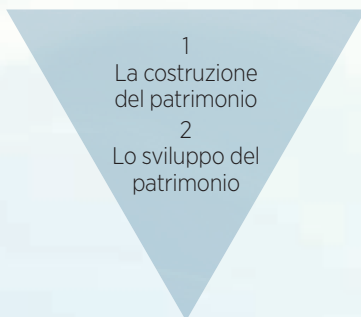 1
La costruzione
del patrimonio
2
Lo sviluppo del
patrimonio